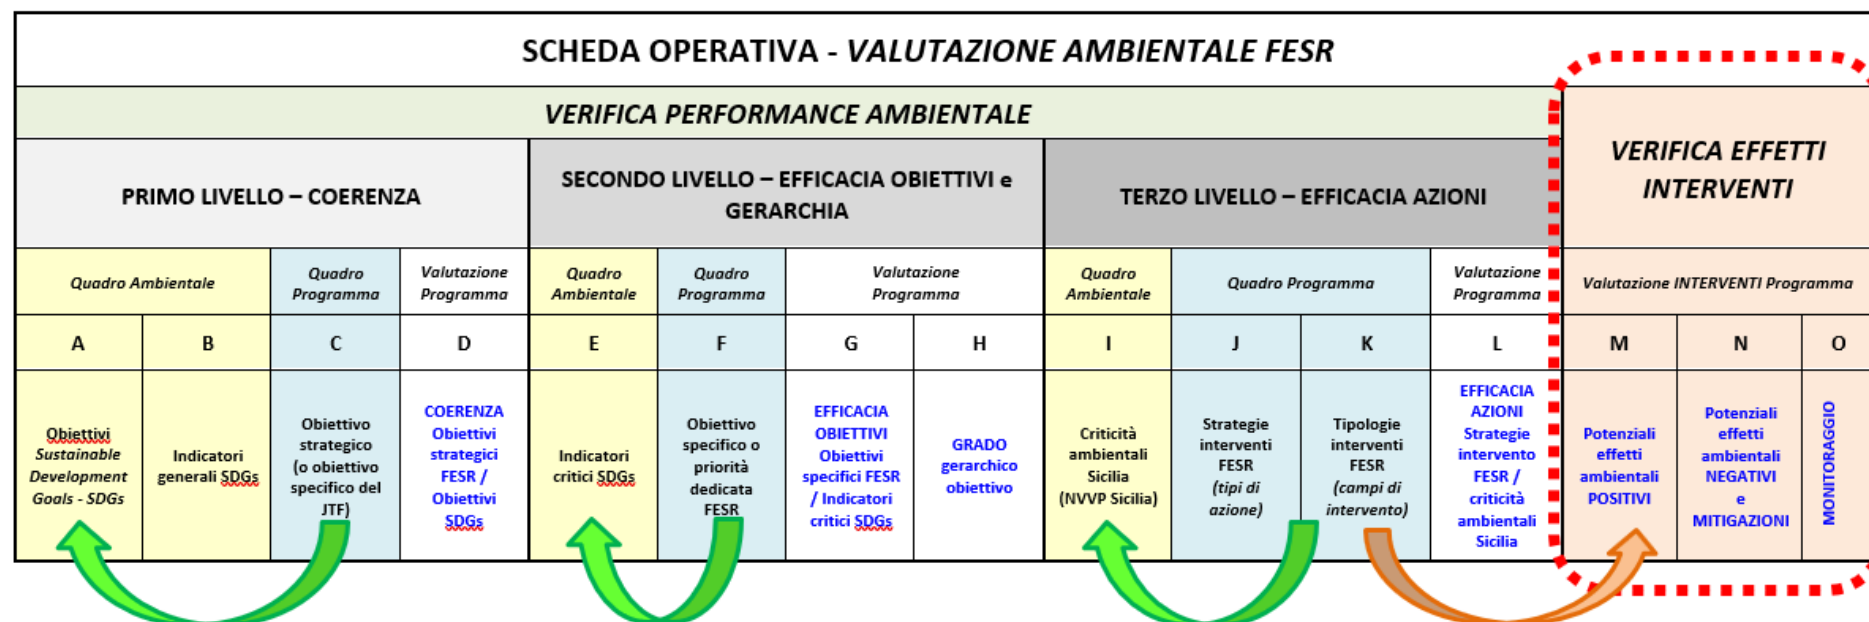 SCHEDA OPERATIVA - VALUTAZIONE AMBIENTALE FESR
VERIFICA PERFORMANCE AMBIENTALE
VERIFICA EFFETTI
INTERVENTI
PRIMO LIVELLO – COERENZA
SECONDO LIVELLO – EFFICACIA OBIETTIVI e
GERARCHIA
TERZO LIVELLO – EFFICACIA AZIONI
Quadro Ambientale
Quadro
Programma
Valutazione
Programma
Quadro
Ambientale
Quadro
Programma
Valutazione
Programma
Quadro
Ambientale
Quadro Programma
Valutazione
Programma
Valutazione INTERVENTI Programma
A
B
C
D
E
F
G
H
I
J
K
L
M
N
O
Obiettivi
Sustainable
Development
Goals - SDGs
Indicatori
generali SDGs
Obiettivo
strategico
(o obiettivo
specifico del
JTF)
COERENZA
Obiettivi
strategici
FESR /
Obiettivi
SDGs
Indicatori
critici SDGs
Obiettivo
specifico o
priorità
dedicata
FESR
EFFICACIA
OBIETTIVI
Obiettivi
specifici FESR
/ Indicatori
critici SDGs
GRADO
gerarchico
obiettivo
Criticità
ambientali
Sicilia
(NVVP Sicilia)
Strategie
interventi
FESR
(tipi di
azione)
Tipologie
interventi
FESR
(campi di
intervento)
EFFICACIA
AZIONI
Strategie
intervento
FESR /
criticità
ambientali
Sicilia
Potenziali
effetti
ambientali
POSITIVI
Potenziali
effetti
ambientali
NEGATIVI
e
MITIGAZIONI
MONITORAGGIO